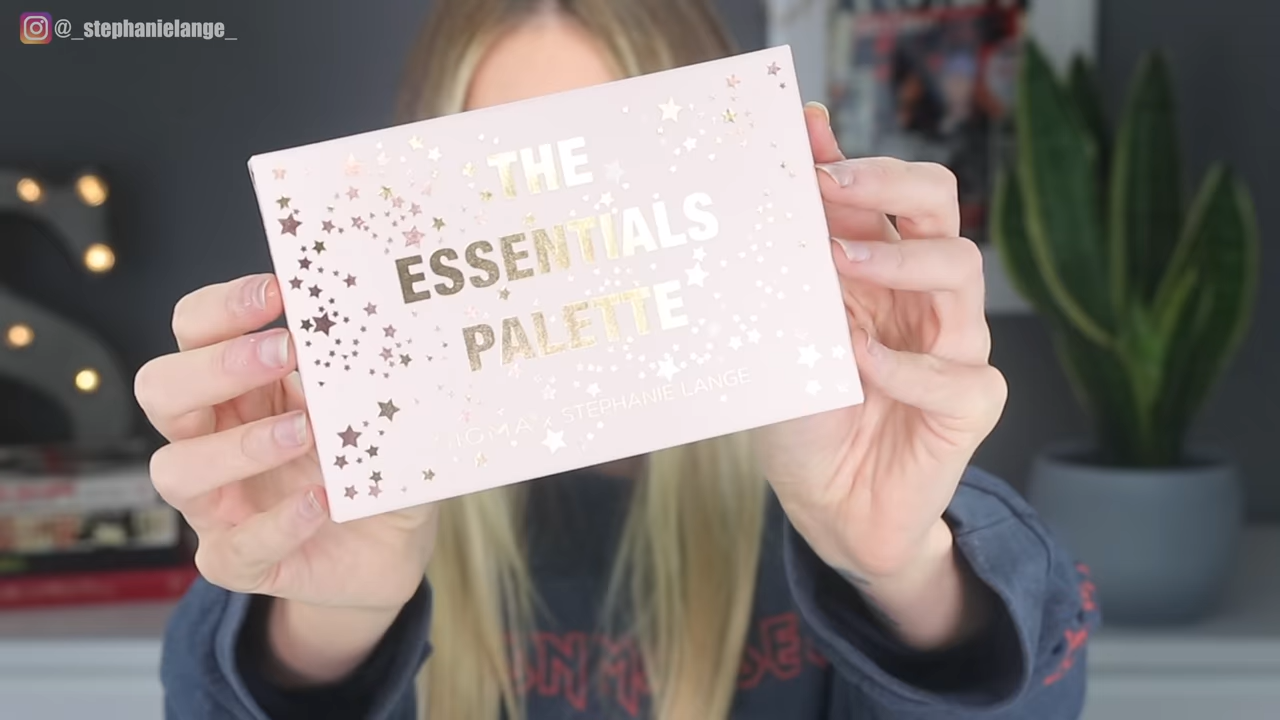 @_stephanielange_
THE
ESSENTIALS
PALETTE
x STEPHANIE LANGE